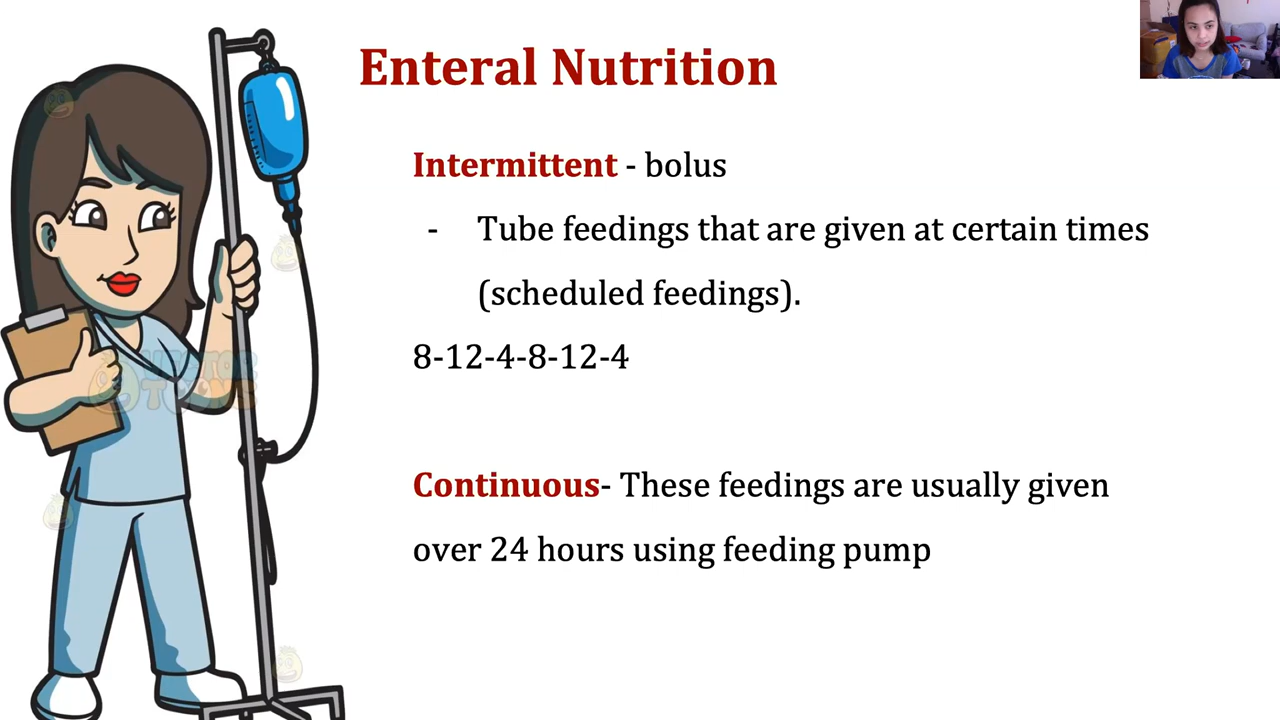 Enteral Nutrition
Intermittent - bolus
- Tube feedings that are given at certain times
(scheduled feedings).
8-12-4-8-12-4
Continuous- These feedings are usually given
over 24 hours using feeding pump